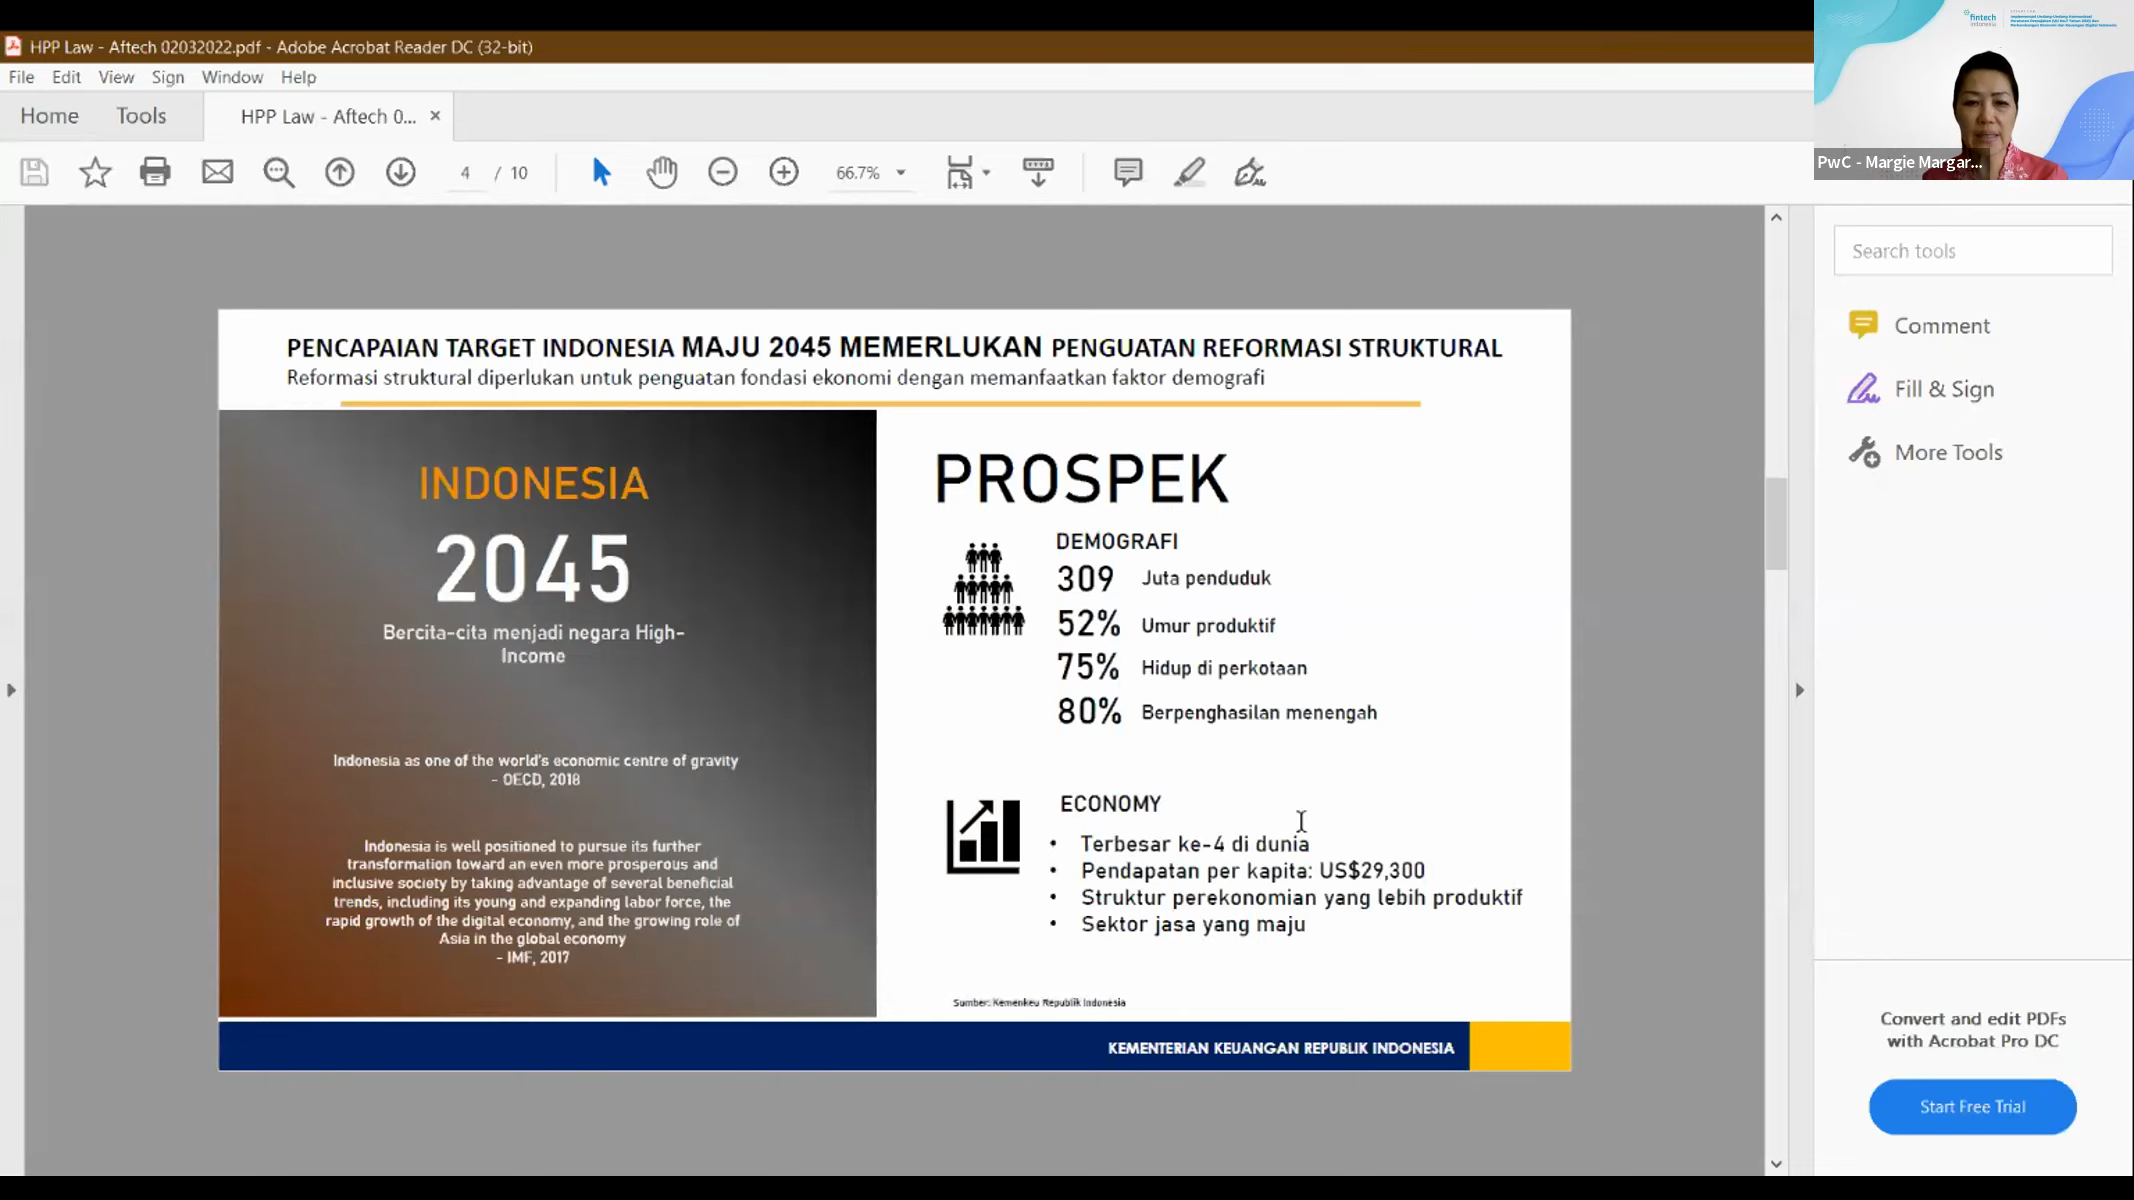 HPP Law - Aftech 02032022.pdf - Adobe Acrobat Reader DC (32-bit)
fintech
indonesia
File Edit View Sign Window Help
Home Tools HPP Law - Aftech 0... ×
PwC - Margie Margar...
4 / 10 66.7%
Search tools
Comment
Fill & Sign
More Tools
PENCAPAIAN TARGET INDONESIA MAJU 2045 MEMERLUKAN PENGUATAN REFORMASI STRUKTURAL
Reformasi struktural diperlukan untuk penguatan fondasi ekonomi dengan memanfaatkan faktor demografi
INDONESIA
2045
Bercita-cita menjadi negara High-
Income
Indonesia as one of the world's economic centre of gravity
- OECD, 2018
Indonesia is well positioned to pursue its further
transformation toward an even more prosperous and
inclusive society by taking advantage of several beneficial
trends, including its young and expanding labor force, the
rapid growth of the digital economy, and the growing role of
Asia in the global economy
- IMF, 2017
PROSPEK
DEMOGRAFI
309 Juta penduduk
52% Umur produktif
75% Hidup di perkotaan
80% Berpenghasilan menengah
ECONOMY
• Terbesar ke-4 di dunia
• Pendapatan per kapita: US$29,300
• Struktur perekonomian yang lebih produktif
• Sektor jasa yang maju
Sumber: Kemenkeu Republik Indonesia
KEMENTERIAN KEUANGAN REPUBLIK INDONESIA
Convert and edit PDFs
with Acrobat Pro DC
Start Free Trial